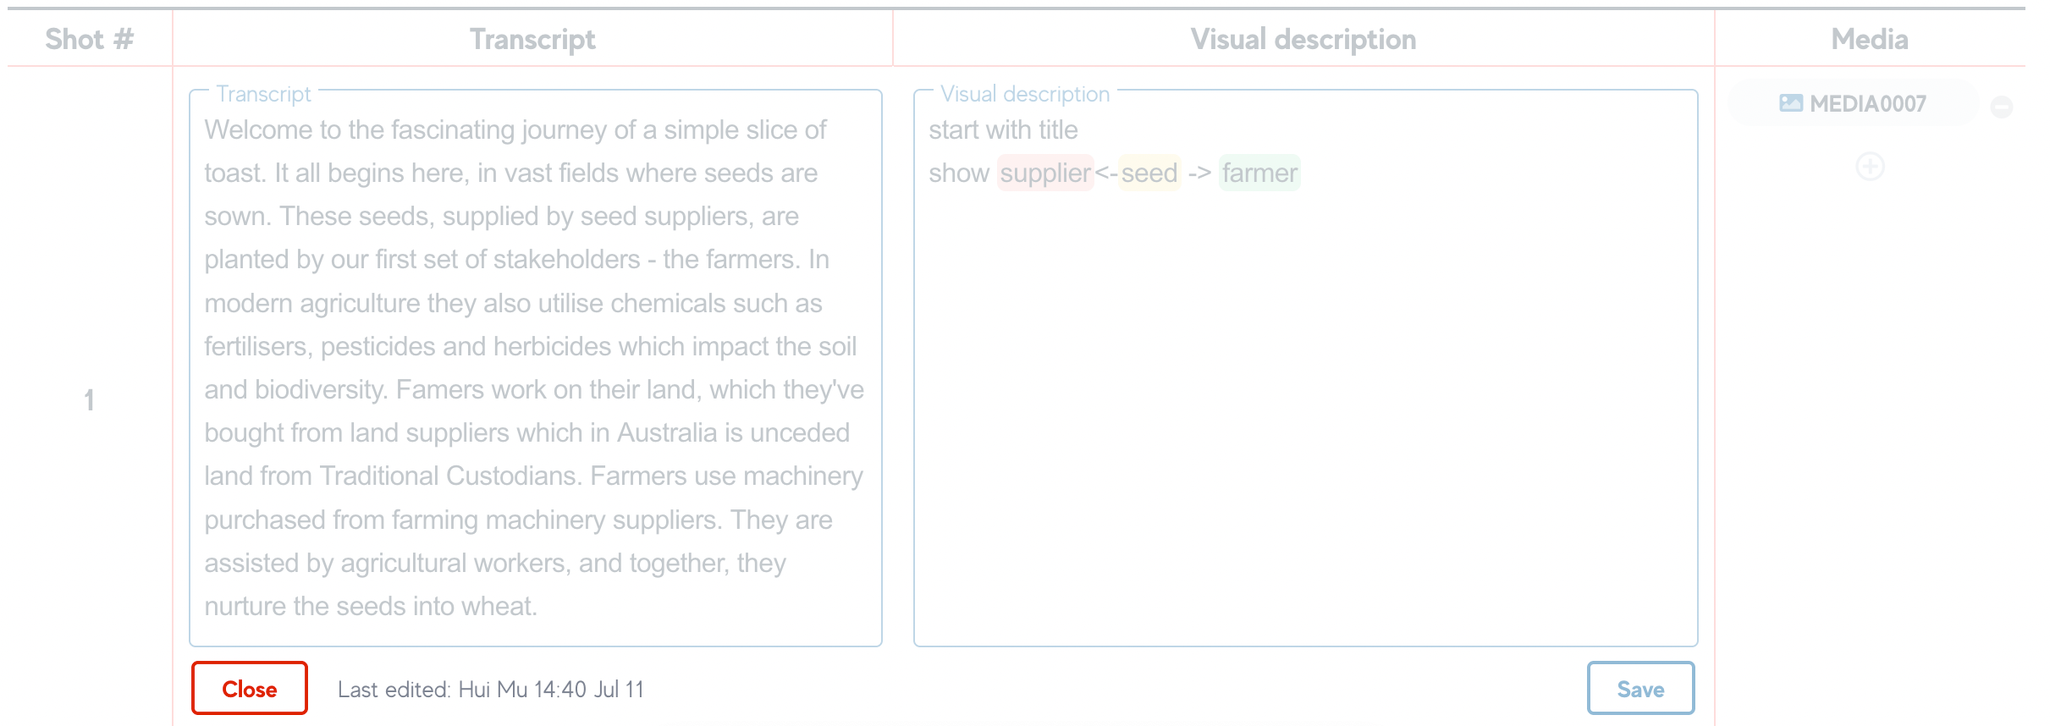 Shot #
Transcript
Visual description
Media
1
Transcript
Welcome to the fascinating journey of a simple slice of
toast. It all begins here, in vast fields where seeds are
sown. These seeds, supplied by seed suppliers, are
planted by our first set of stakeholders - the farmers. In
modern agriculture they also utilise chemicals such as
fertilisers, pesticides and herbicides which impact the soil
and biodiversity. Famers work on their land, which they've
bought from land suppliers which in Australia is unceded
land from Traditional Custodians. Farmers use machinery
purchased from farming machinery suppliers. They are
assisted by agricultural workers, and together, they
nurture the seeds into wheat.
Visual description
start with title
show supplier<-seed -> farmer
MEDIA0007
Close
Last edited: Hui Mu 14:40 Jul 11
Save